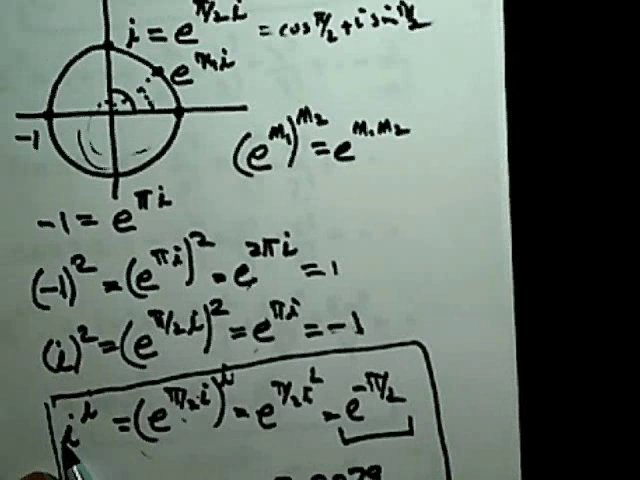 i = e^{π/2 i} = cos π/2 + i sin π/2
e^{π/4 i}
-1
(e^{m₁})^{m₂} = e^{m₁m₂}
-1 = e^{πi}
(-1)² = (e^{πi})² = e^{2πi} = 1
(i)² = (e^{π/2 i})² = e^{πi} = -1
i^i = (e^{π/2 i})^i = e^{π/2 i²} = e^{-π/2}